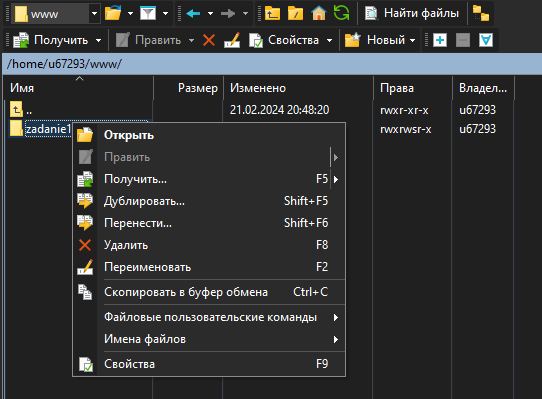 www
Найти файлы
Получить Править Свойства Новый
/home/u67293/www/
Имя Размер Изменено Права Владел...
.. 21.02.2024 20:48:20 rwxr-xr-x u67293
zadanie1 rwxrwsr-x u67293
Открыть
Править
Получить... F5
Дублировать... Shift+F5
Перенести... Shift+F6
Удалить F8
Переименовать F2
Скопировать в буфер обмена Ctrl+C
Файловые пользовательские команды
Имена файлов
Свойства F9